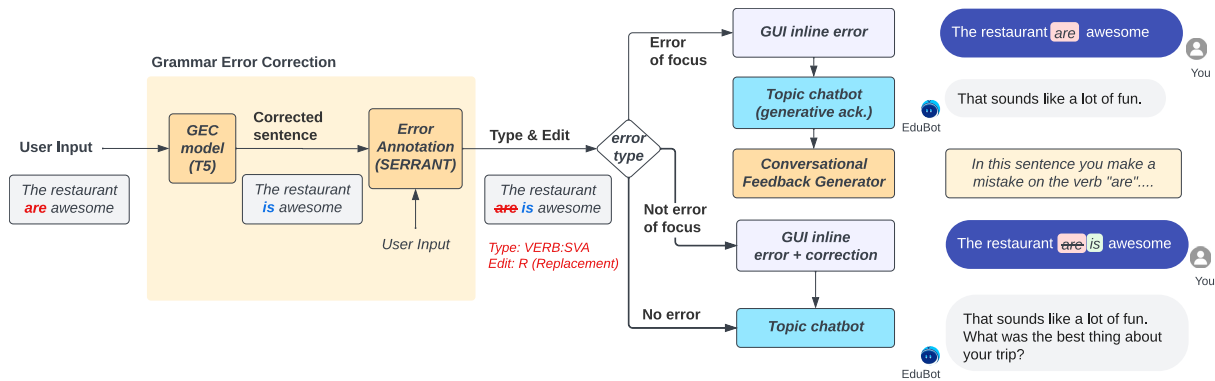 Grammar Error Correction
User Input
The restaurant
are awesome
GEC
model
(T5)
Corrected
sentence
The restaurant
is awesome
Error
Annotation
(SERRANT)
User Input
Type & Edit
The restaurant
are is awesome
Type: VERB:SVA
Edit: R (Replacement)
error
type
Error
of focus
GUI inline error
Topic chatbot
(generative ack.)
Conversational
Feedback Generator
Not error
of focus
GUI inline
error + correction
No error
Topic chatbot
The restaurant are awesome
You
That sounds like a lot of fun.
EduBot
In this sentence you make a
mistake on the verb "are"....
The restaurant are is awesome
You
That sounds like a lot of fun.
What was the best thing about
your trip?
EduBot